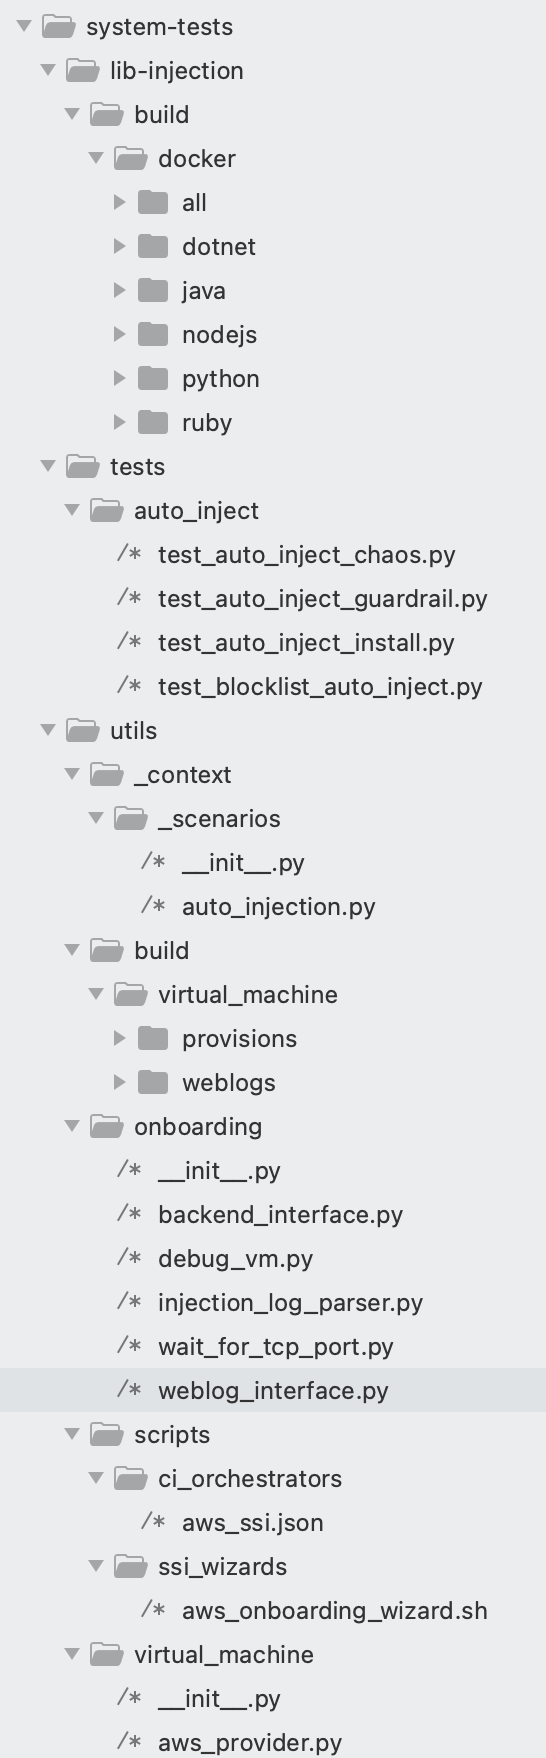 system-tests
lib-injection
build
docker
all
dotnet
java
nodejs
python
ruby
tests
auto_inject
/* test_auto_inject_chaos.py
/* test_auto_inject_guardrail.py
/* test_auto_inject_install.py
/* test_blocklist_auto_inject.py
utils
_context
_scenarios
/* __init__.py
/* auto_injection.py
build
virtual_machine
provisions
weblogs
onboarding
/* __init__.py
/* backend_interface.py
/* debug_vm.py
/* injection_log_parser.py
/* wait_for_tcp_port.py
/* weblog_interface.py
scripts
ci_orchestrators
/* aws_ssi.json
ssi_wizards
/* aws_onboarding_wizard.sh
virtual_machine
/* __init__.py
/* aws_provider.py